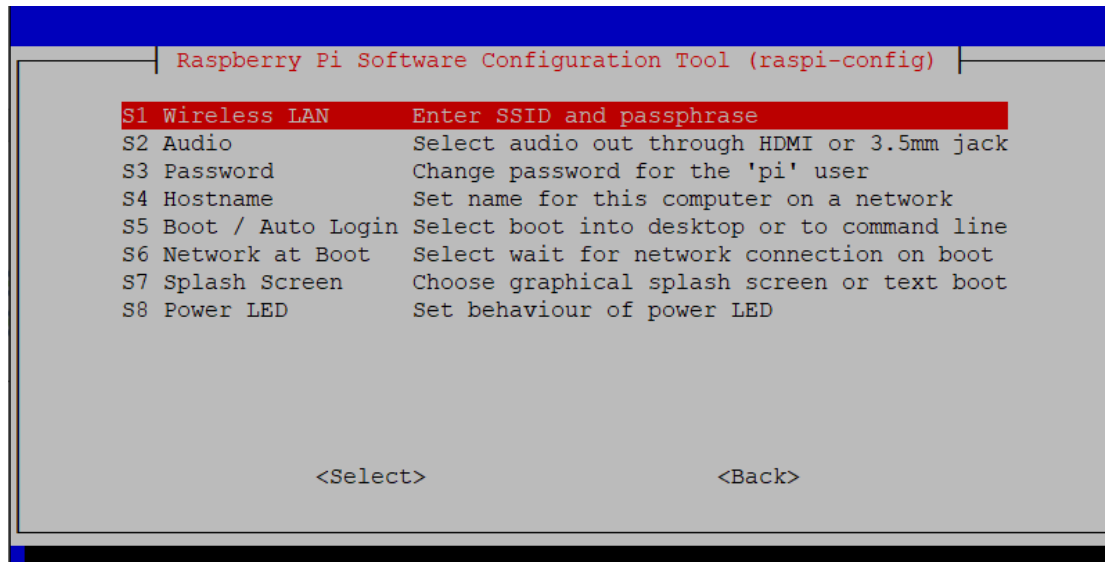 Raspberry Pi Software Configuration Tool (raspi-config)
S1 Wireless LAN Enter SSID and passphrase
S2 Audio Select audio out through HDMI or 3.5mm jack
S3 Password Change password for the 'pi' user
S4 Hostname Set name for this computer on a network
S5 Boot / Auto Login Select boot into desktop or to command line
S6 Network at Boot Select wait for network connection on boot
S7 Splash Screen Choose graphical splash screen or text boot
S8 Power LED Set behaviour of power LED
<Select> <Back>